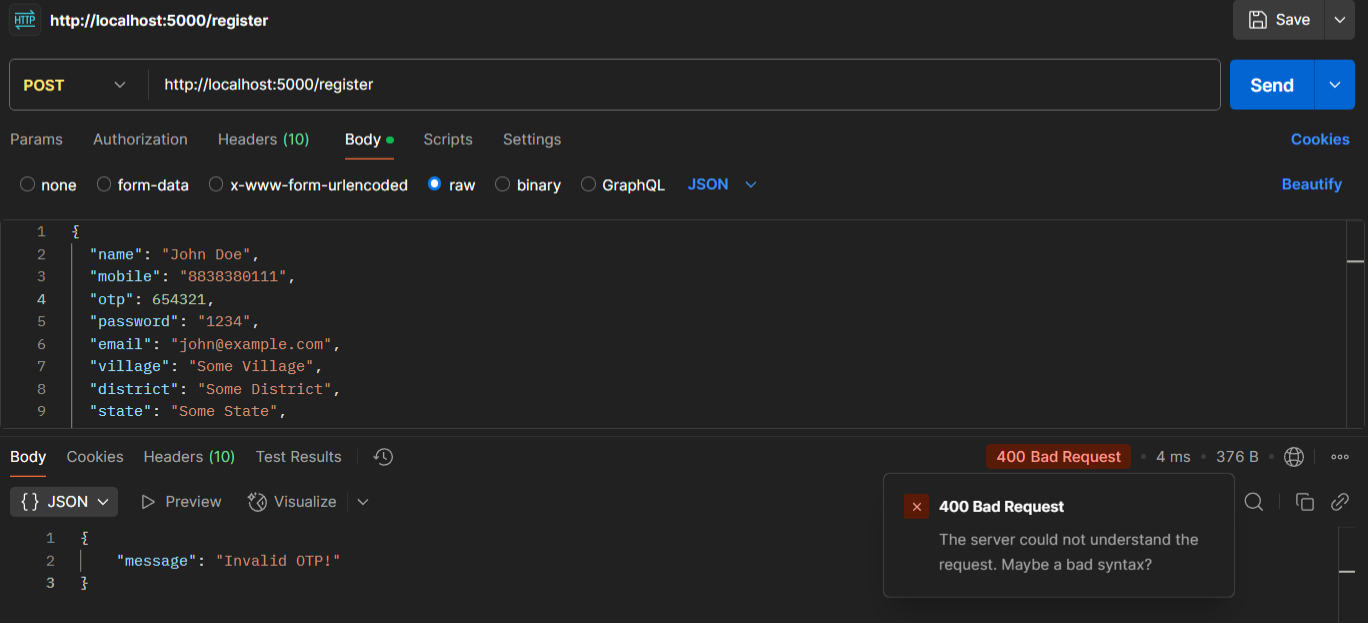 HTTP http://localhost:5000/register Save
POST http://localhost:5000/register Send
Params Authorization Headers (10) Body Scripts Settings Cookies
none form-data x-www-form-urlencoded raw binary GraphQL JSON Beautify
1 {
2 "name": "John Doe",
3 "mobile": "8838380111",
4 "otp": 654321,
5 "password": "1234",
6 "email": "john@example.com",
7 "village": "Some Village",
8 "district": "Some District",
9 "state": "Some State",
Body Cookies Headers (10) Test Results 400 Bad Request • 4 ms • 376 B •
{} JSON Preview Visualize
400 Bad Request
The server could not understand the
request. Maybe a bad syntax?
1 {
2 "message": "Invalid OTP!"
3 }